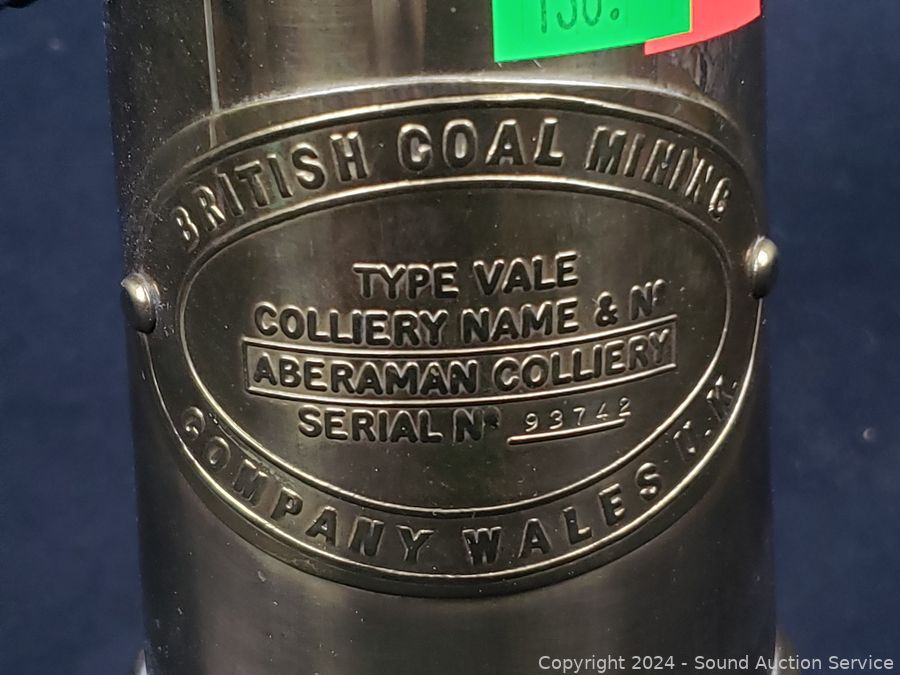 130.
BRITISH COAL MINING
TYPE VALE
COLLIERY NAME & Nº
ABERAMAN COLLIERY
SERIAL Nº 93742
COMPANY WALES U.K.
Copyright 2024 - Sound Auction Service